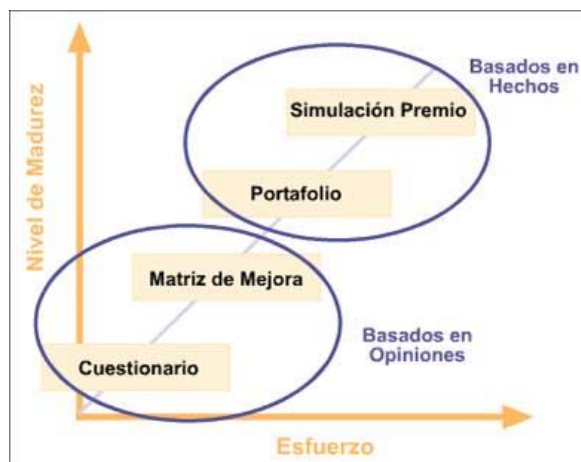 Basados en
Hechos
Simulación Premio
Portafolio
Nivel de Madurez
Matriz de Mejora
Basados en
Opiniones
Cuestionario
Esfuerzo